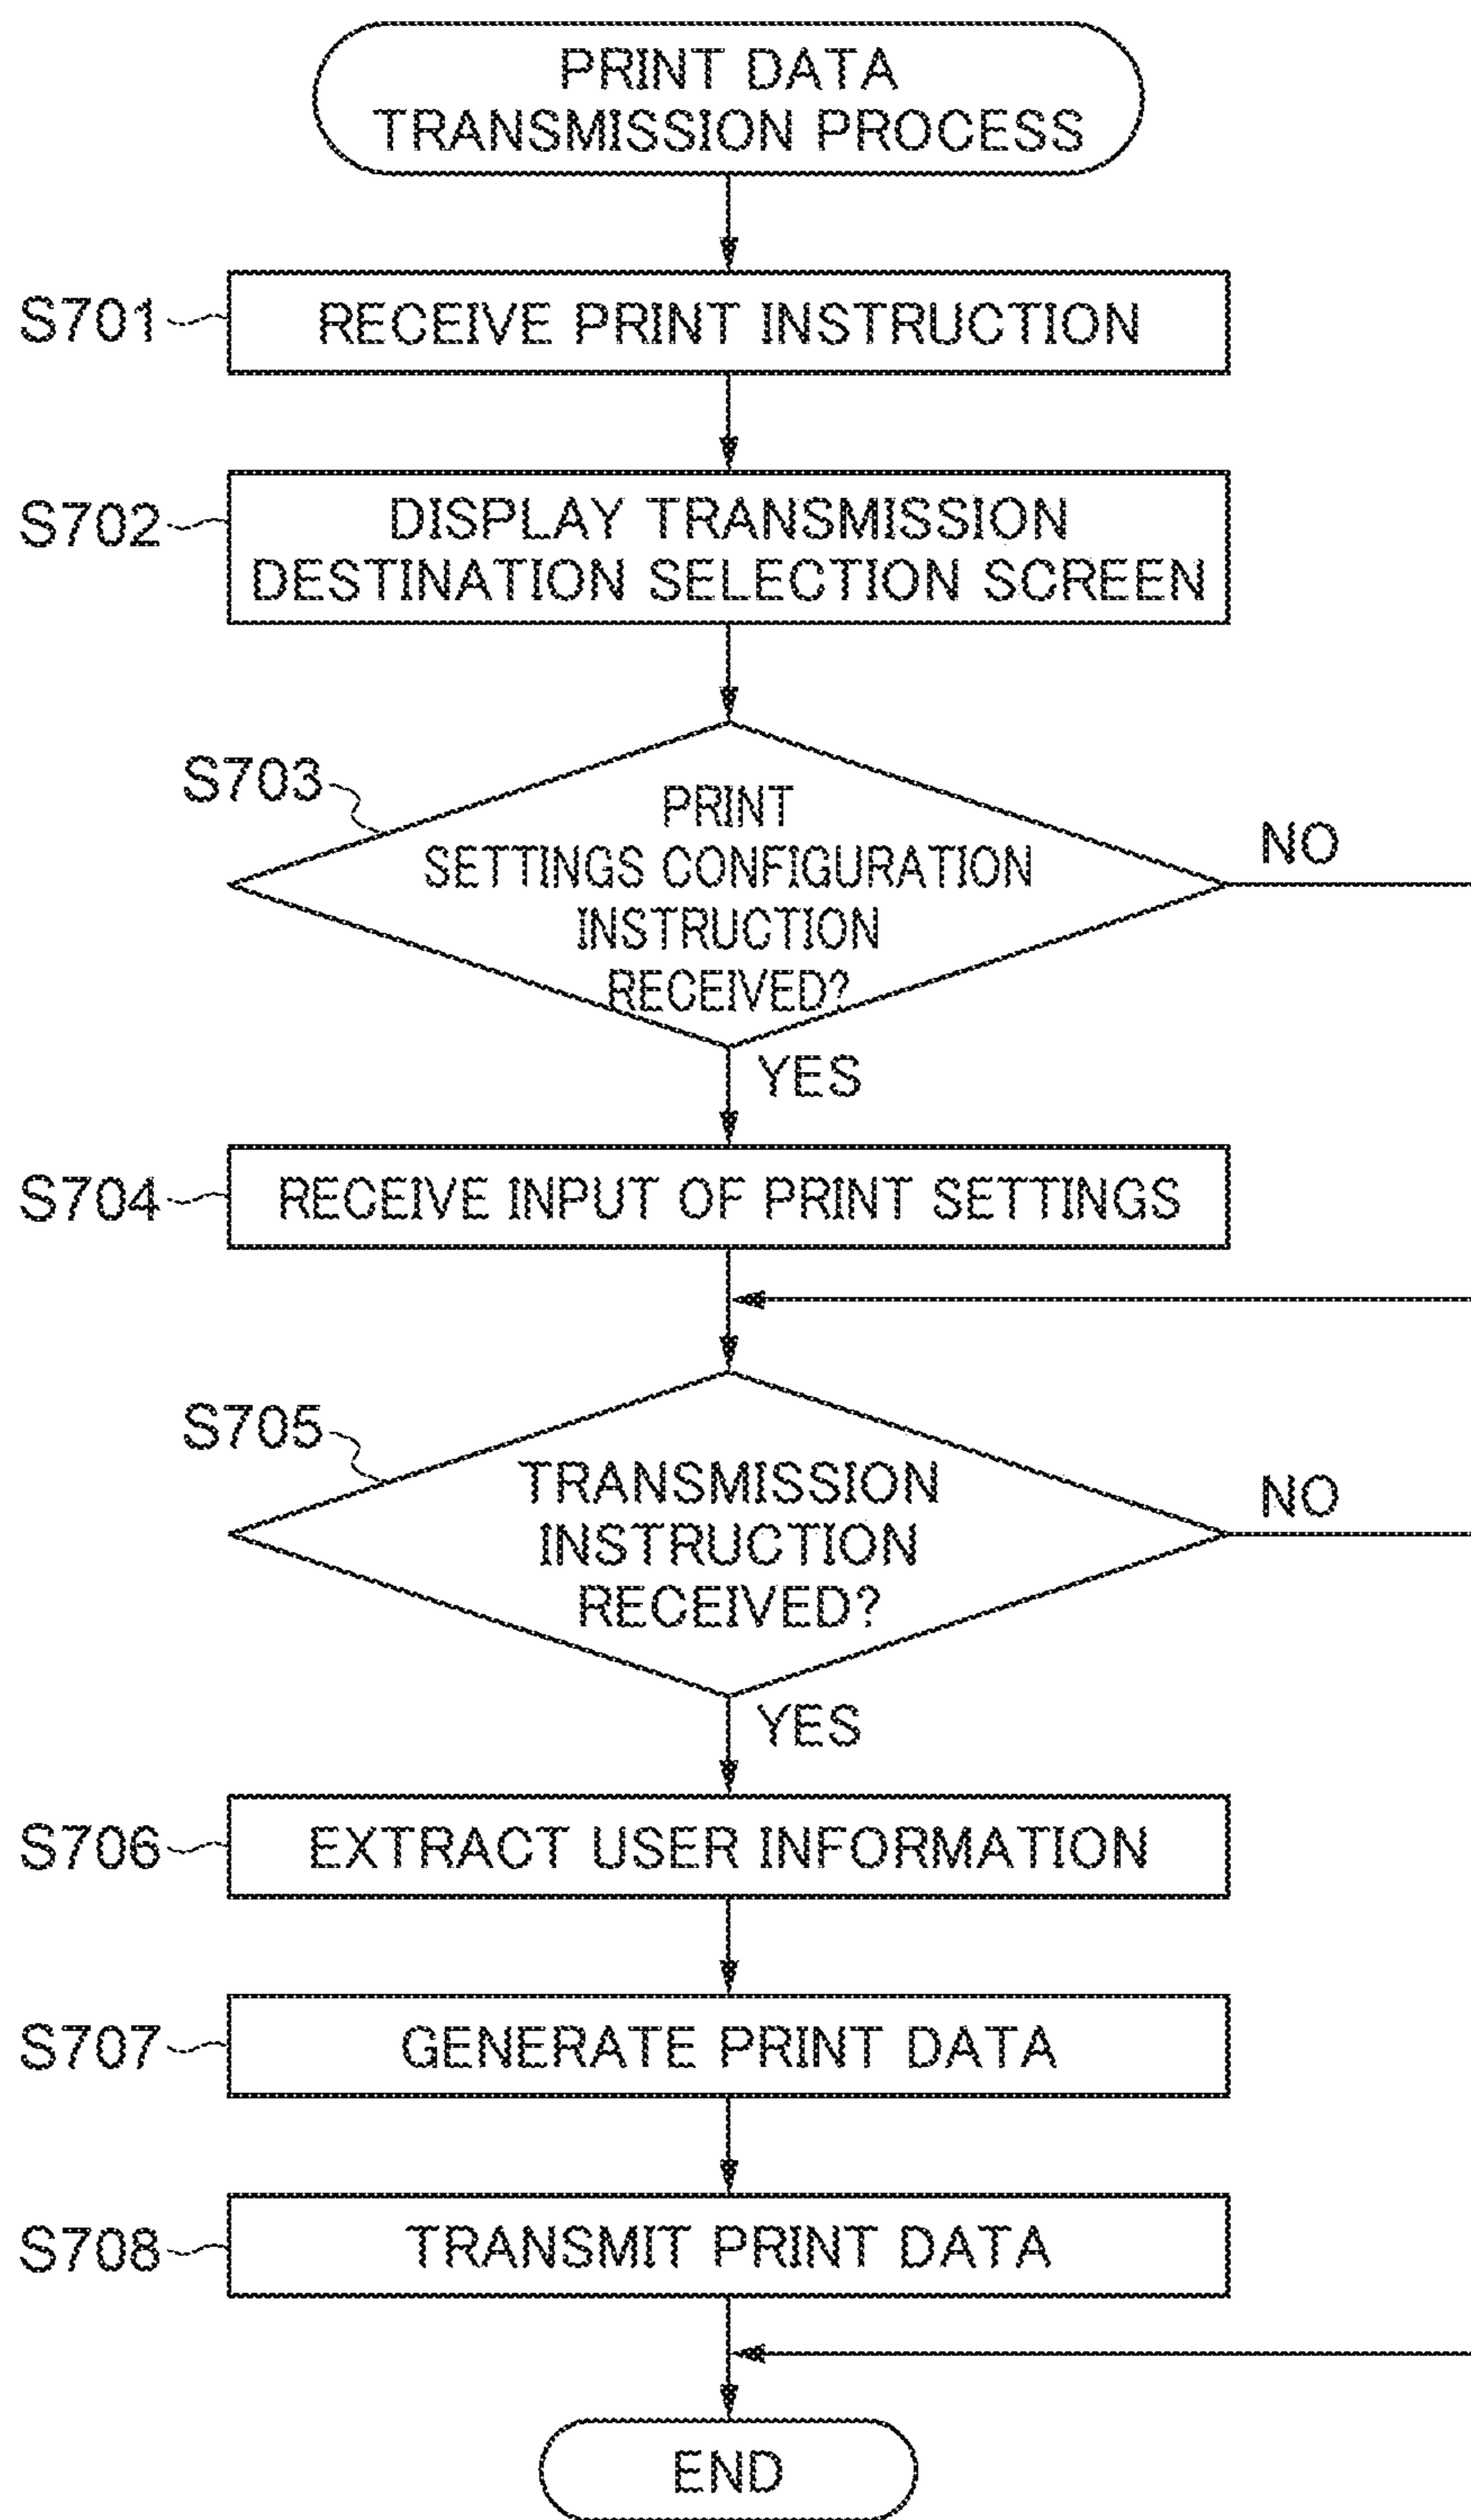 PRINT DATA
TRANSMISSION PROCESS
S701
RECEIVE PRINT INSTRUCTION
S702
DISPLAY TRANSMISSION
DESTINATION SELECTION SCREEN
S703
PRINT
SETTINGS CONFIGURATION
INSTRUCTION
RECEIVED?
NO
YES
S704
RECEIVE INPUT OF PRINT SETTINGS
S705
TRANSMISSION
INSTRUCTION
RECEIVED?
NO
YES
S706
EXTRACT USER INFORMATION
S707
GENERATE PRINT DATA
S708
TRANSMIT PRINT DATA
END